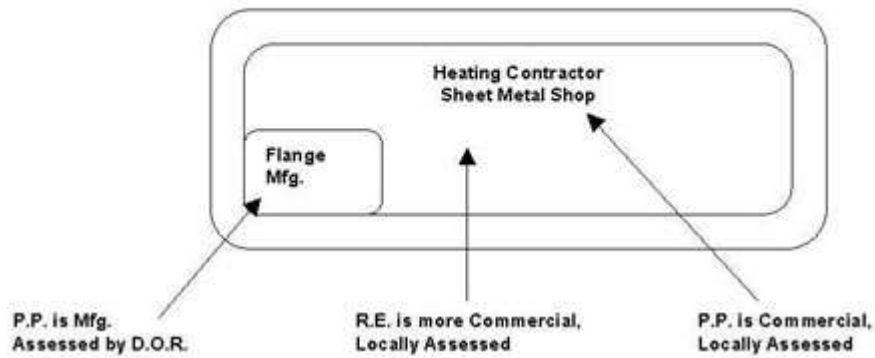 Heating Contractor
Sheet Metal Shop
Flange
Mfg.
P.P. is Mfg.
Assessed by D.O.R.
R.E. is more Commercial,
Locally Assessed
P.P. is Commercial,
Locally Assessed